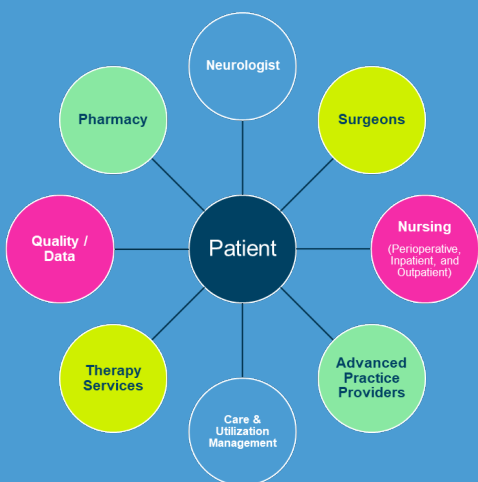 Neurologist
Pharmacy
Surgeons
Patient
Quality /
Data
Nursing
(Perioperative,
Inpatient, and
Outpatient)
Therapy
Services
Advanced
Practice
Providers
Care &
Utilization
Management